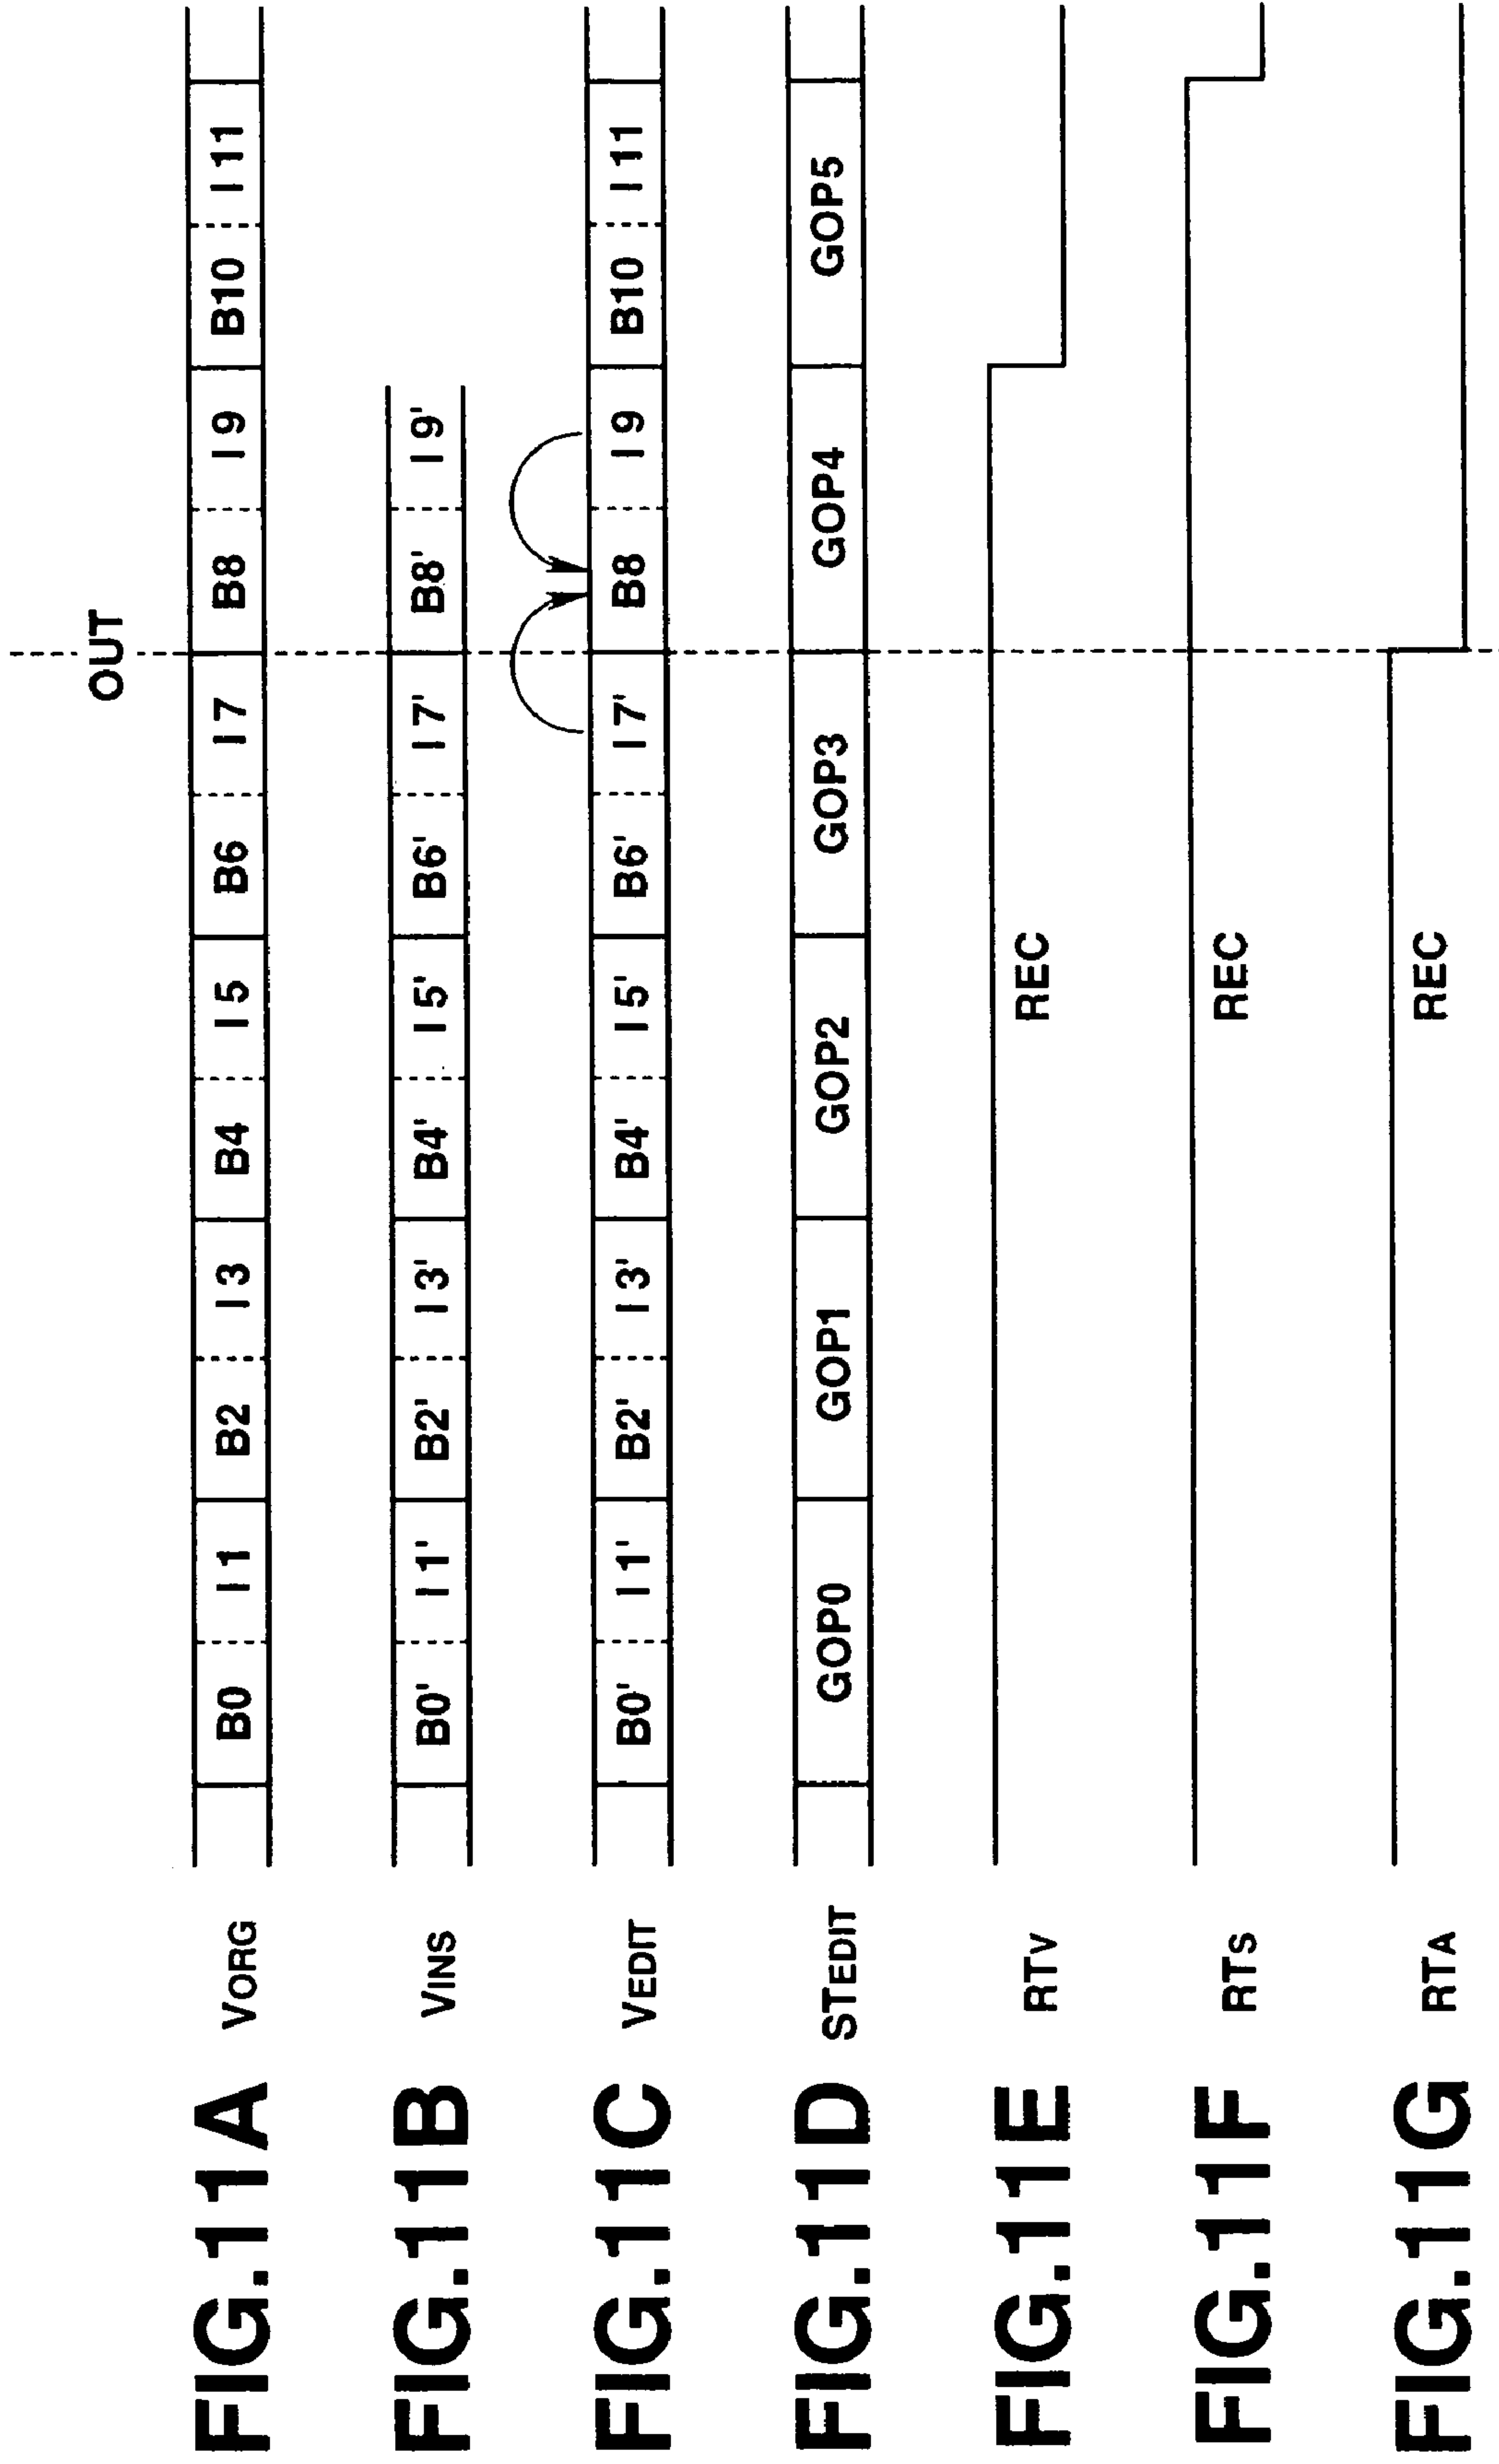 OUT
FIG.11A VORG B0 I1 B2 I3 B4 I5 B6 I7 B8 I9 B10 I11
FIG.11B VINS B0' I1' B2' I3' B4' I5' B6' I7' B8' I9'
FIG.11C VEDIT B0' I1' B2' I3' B4' I5' B6' I7' B8 I9 B10 I11
FIG.11D STEDIT GOP0 GOP1 GOP2 GOP3 GOP4 GOP5
FIG.11E RTV REC
FIG.11F RTS REC
FIG.11G RTA REC